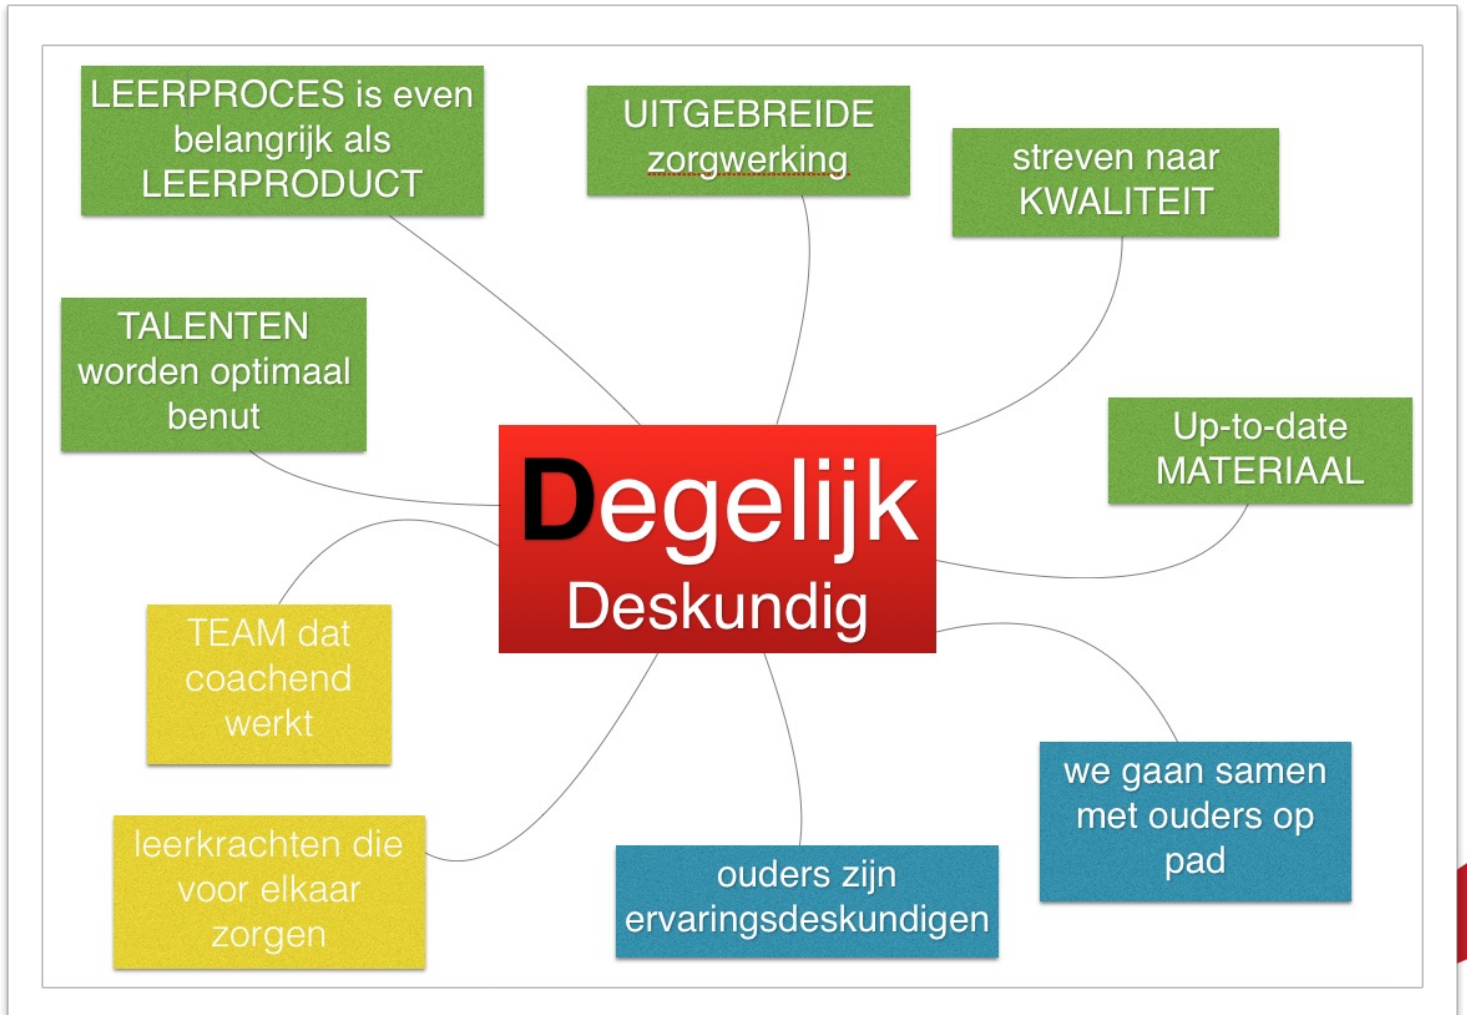 LEERPROCES is even
belangrijk als
LEERPRODUCT
UITGEBREIDE
zorgwerking
streven naar
KWALITEIT
TALENTEN
worden optimaal
benut
Up-to-date
MATERIAAL
Degelijk
Deskundig
TEAM dat
coachend
werkt
we gaan samen
met ouders op
pad
leerkrachten die
voor elkaar
zorgen
ouders zijn
ervaringsdeskundigen